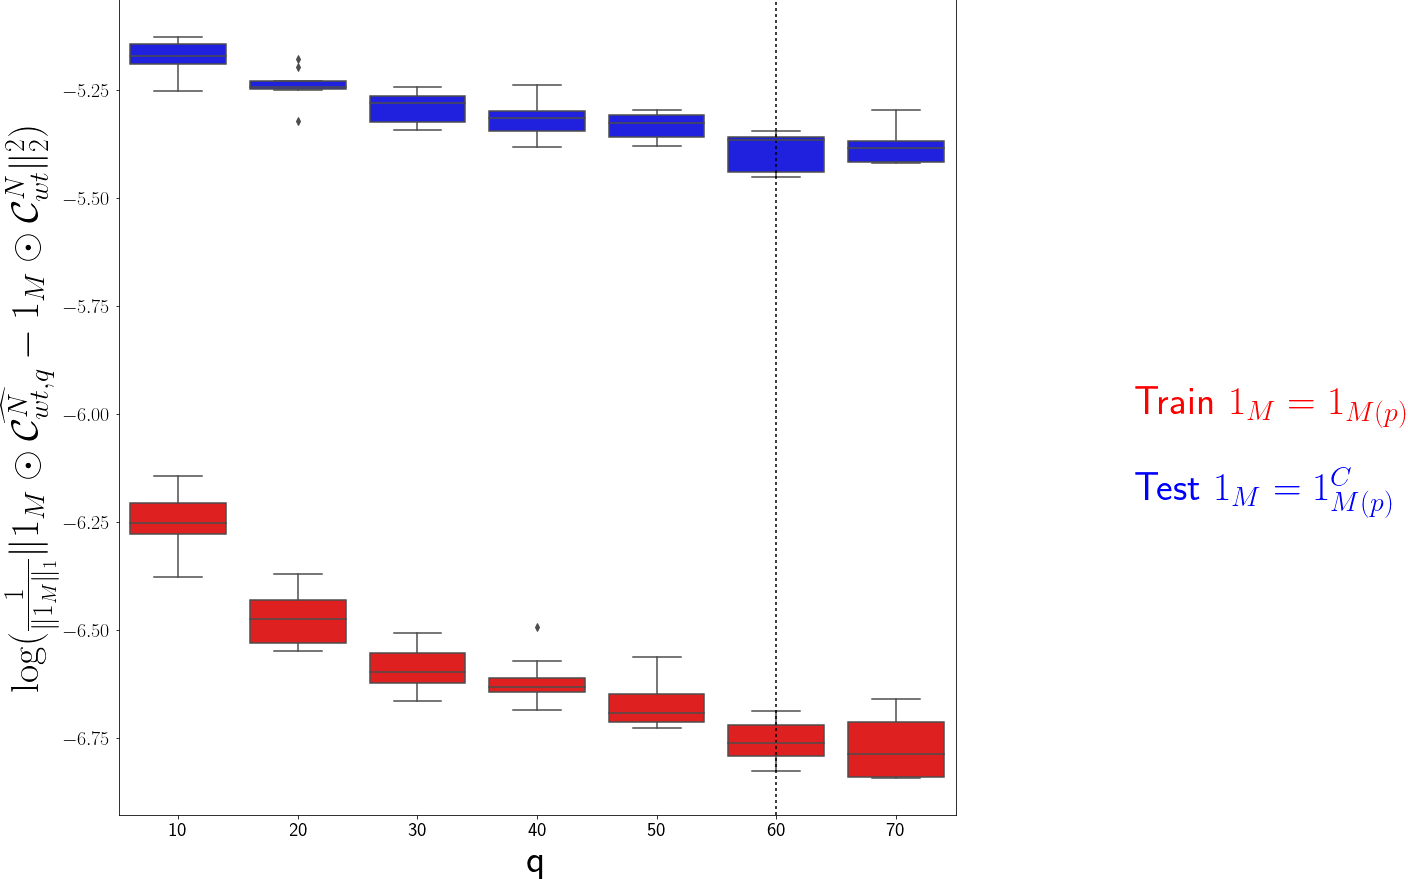 log(1/‖1_M‖₁ ‖1_M ⊙ \widehat{𝒞^N_{wt,q}} − 1_M ⊙ 𝒞^N_{wt}‖²₂)
−5.25
−5.50
−5.75
−6.00
−6.25
−6.50
−6.75
10 20 30 40 50 60 70
q
Train 1_M = 1_{M(p)}
Test 1_M = 1^C_{M(p)}